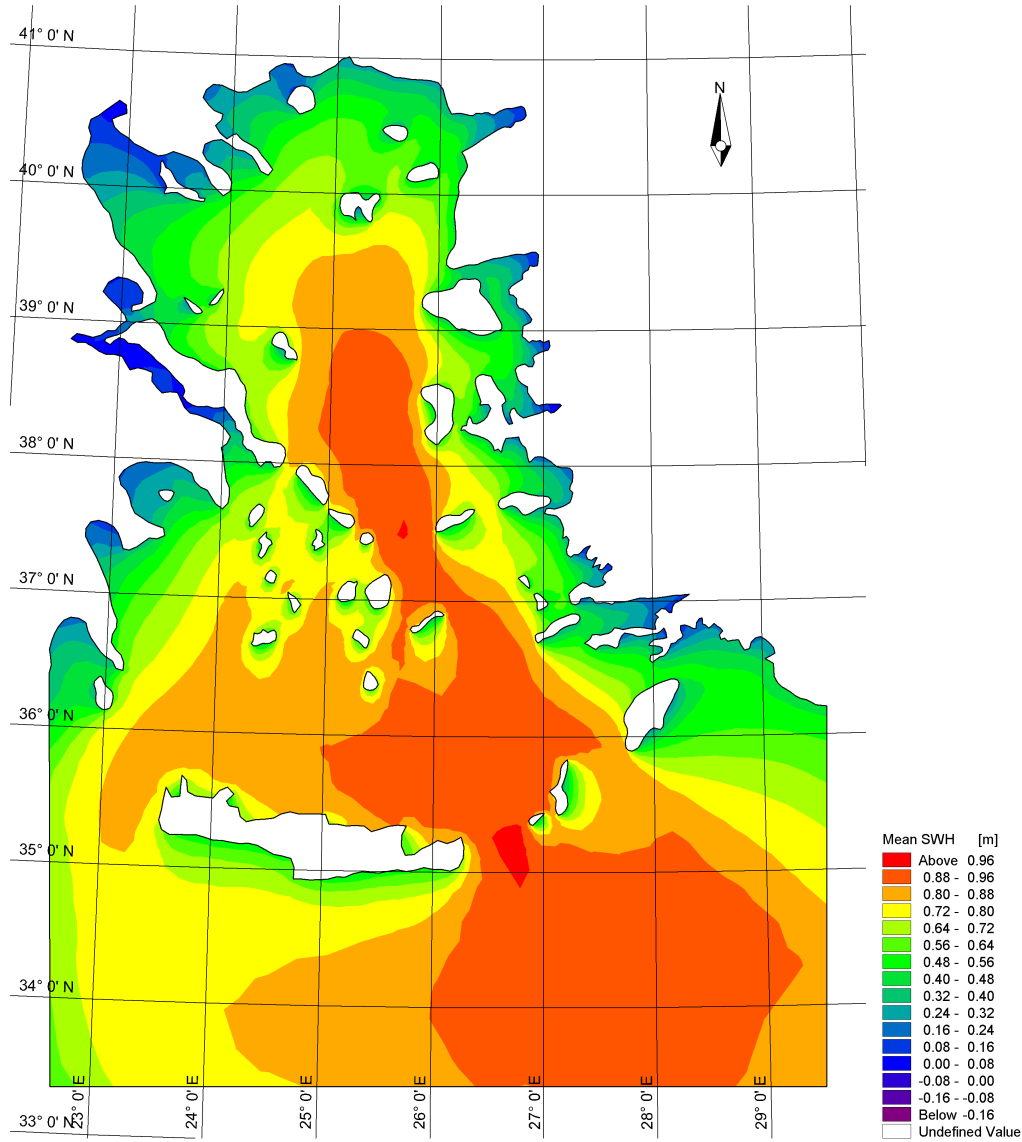 41° 0' N
N
40° 0' N
39° 0' N
38° 0' N
37° 0' N
36° 0' N
35° 0' N
34° 0' N
33° 0' N
23° 0' E
24° 0' E
25° 0' E
26° 0' E
27° 0' E
28° 0' E
29° 0' E
Mean SWH [m]
Above 0.96
0.88 - 0.96
0.80 - 0.88
0.72 - 0.80
0.64 - 0.72
0.56 - 0.64
0.48 - 0.56
0.40 - 0.48
0.32 - 0.40
0.24 - 0.32
0.16 - 0.24
0.08 - 0.16
0.00 - 0.08
-0.08 - 0.00
-0.16 - -0.08
Below -0.16
Undefined Value